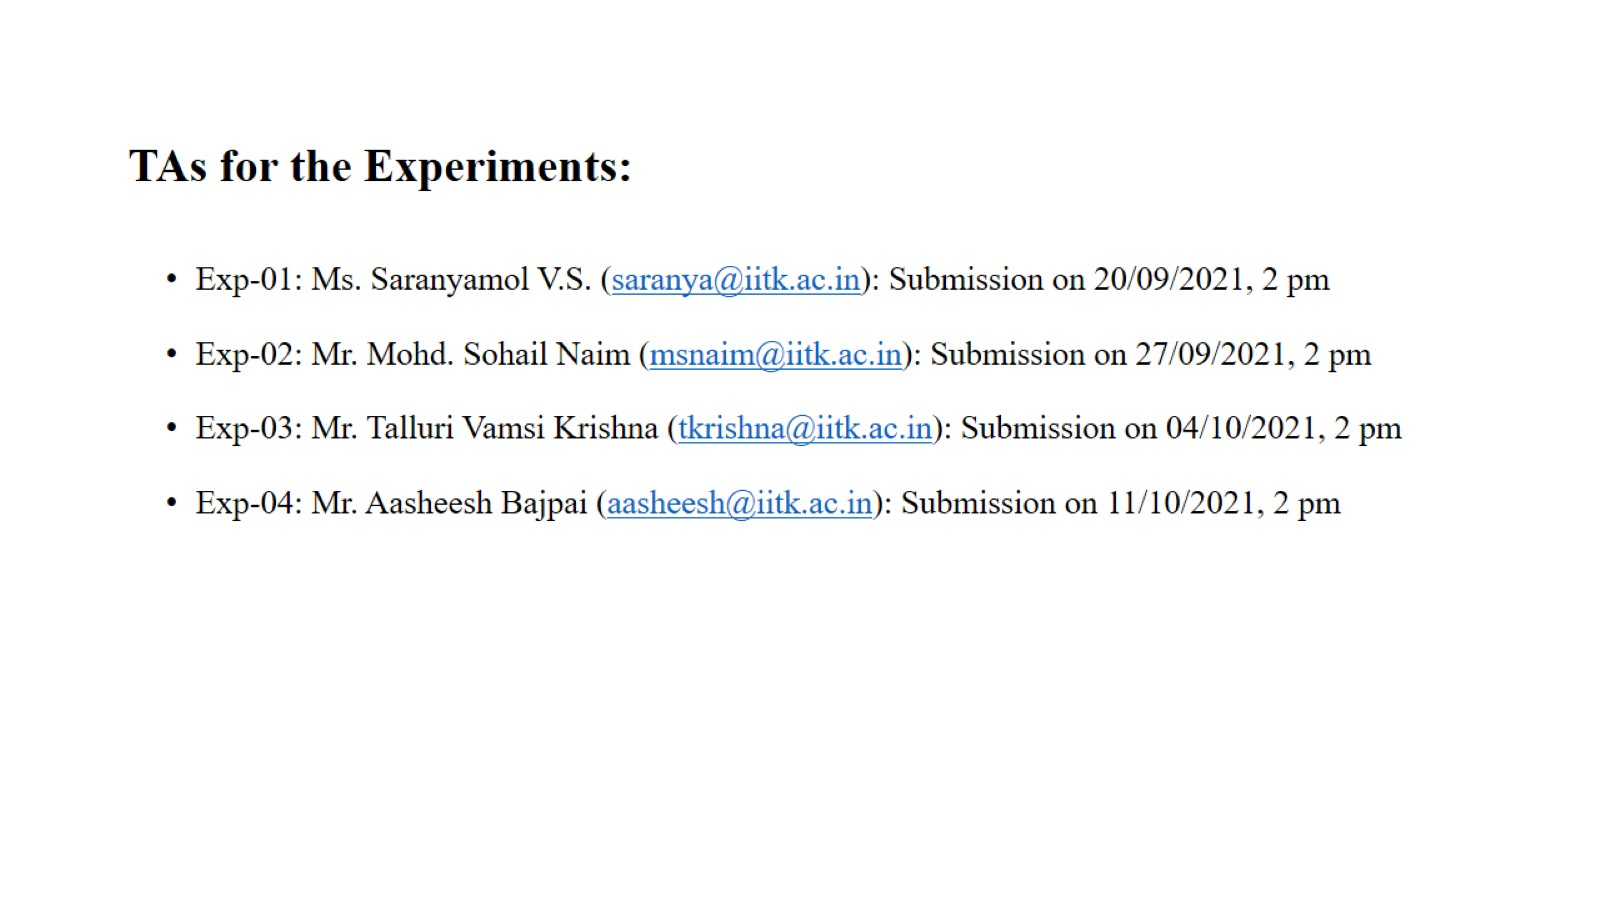 TAs for the Experiments:
• Exp-01: Ms. Saranyamol V.S. (saranya@iitk.ac.in): Submission on 20/09/2021, 2 pm
• Exp-02: Mr. Mohd. Sohail Naim (msnaim@iitk.ac.in): Submission on 27/09/2021, 2 pm
• Exp-03: Mr. Talluri Vamsi Krishna (tkrishna@iitk.ac.in): Submission on 04/10/2021, 2 pm
• Exp-04: Mr. Aasheesh Bajpai (aasheesh@iitk.ac.in): Submission on 11/10/2021, 2 pm